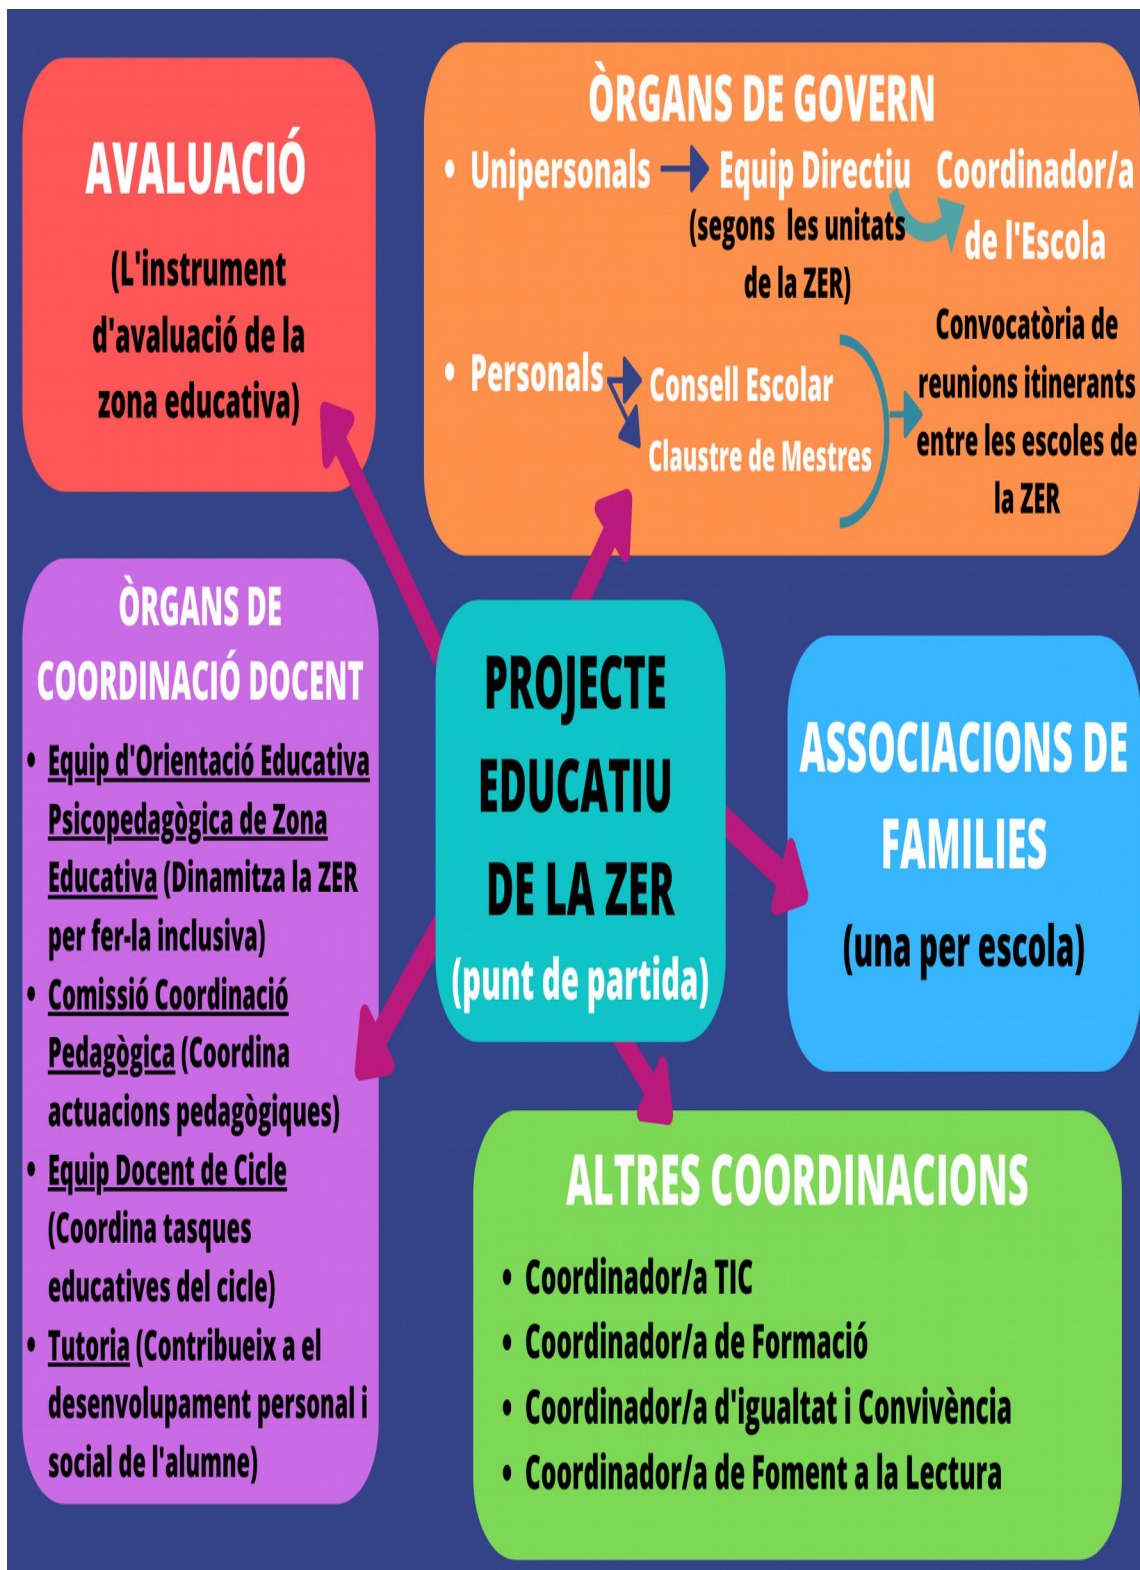 AVALUACIÓ
(L'instrument
d'avaluació de la
zona educativa)
ÒRGANS DE GOVERN
• Unipersonals Equip Directiu Coordinador/a
(segons les unitats de l'Escola
de la ZER)
Convocatòria de
• Personals Consell Escolar reunions itinerants
Claustre de Mestres entre les escoles de
la ZER
ÒRGANS DE
COORDINACIÓ DOCENT
• Equip d'Orientació Educativa
Psicopedagògica de Zona
Educativa (Dinamitza la ZER
per fer-la inclusiva)
• Comissió Coordinació
Pedagògica (Coordina
actuacions pedagògiques)
• Equip Docent de Cicle
(Coordina tasques
educatives del cicle)
• Tutoria (Contribueix a el
desenvolupament personal i
social de l'alumne)
PROJECTE
EDUCATIU
DE LA ZER
(punt de partida)
ASSOCIACIONS DE
FAMILIES
(una per escola)
ALTRES COORDINACIONS
• Coordinador/a TIC
• Coordinador/a de Formació
• Coordinador/a d'igualtat i Convivència
• Coordinador/a de Foment a la Lectura